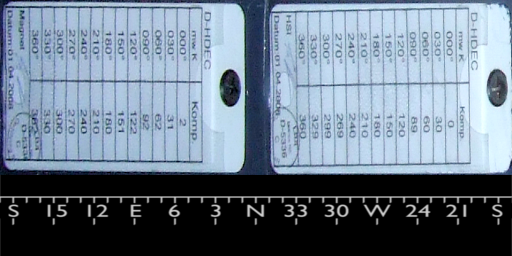 D-HDEC
mw K Komp
000° 2
030° 31
060° 62
090° 92
120° 122
150° 151
180° 180
210° 210
240° 240
270° 270
300° 300
330° 330
360°
Magnet
Datum 01 04 2008 D-5336
D-HDEC
mw K Komp
000° 0
030° 30
060° 60
090° 89
120° 120
150° 150
180° 180
210° 210
240° 240
270° 269
300° 299
330° 329
360° 360
HSI
Datum 01 04 2008 D-5336
S 15 12 E 6 3 N 33 30 W 24 21 S